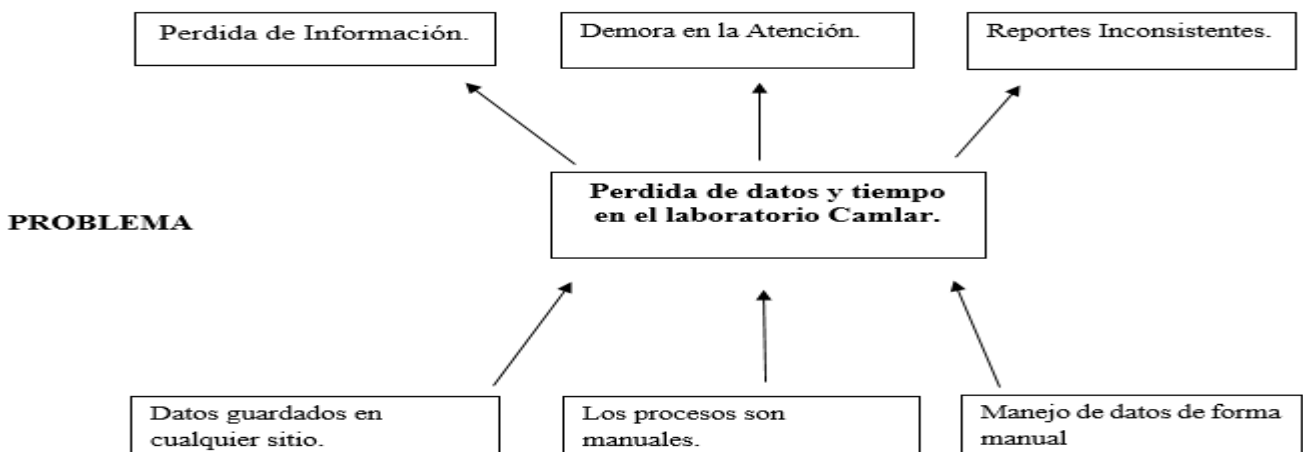 Perdida de Información.
Demora en la Atención.
Reportes Inconsistentes.
Perdida de datos y tiempo
en el laboratorio Camlar.
PROBLEMA
Datos guardados en
cualquier sitio.
Los procesos son
manuales.
Manejo de datos de forma
manual